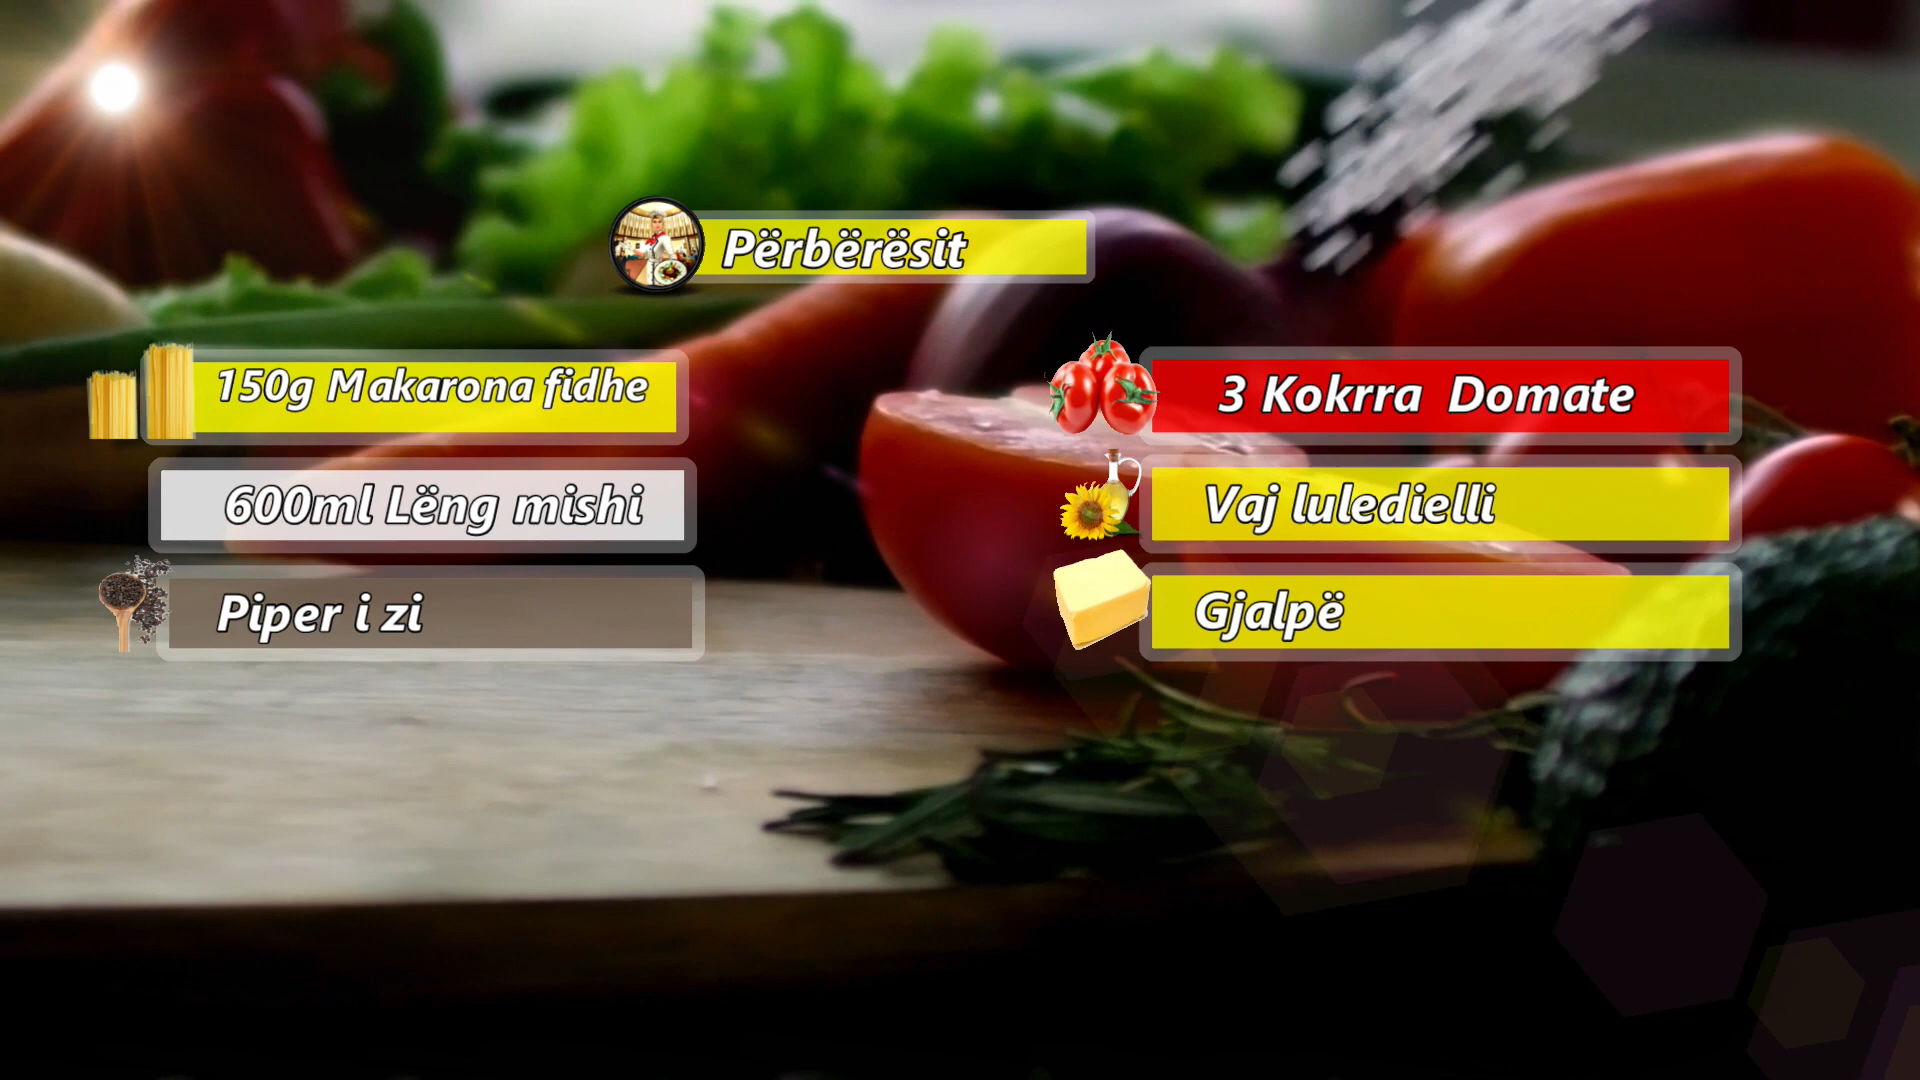 Përbërësit
150g Makarona fidhe
600ml Lëng mishi
Piper i zi
3 Kokrra Domate
Vaj luledielli
Gjalpë